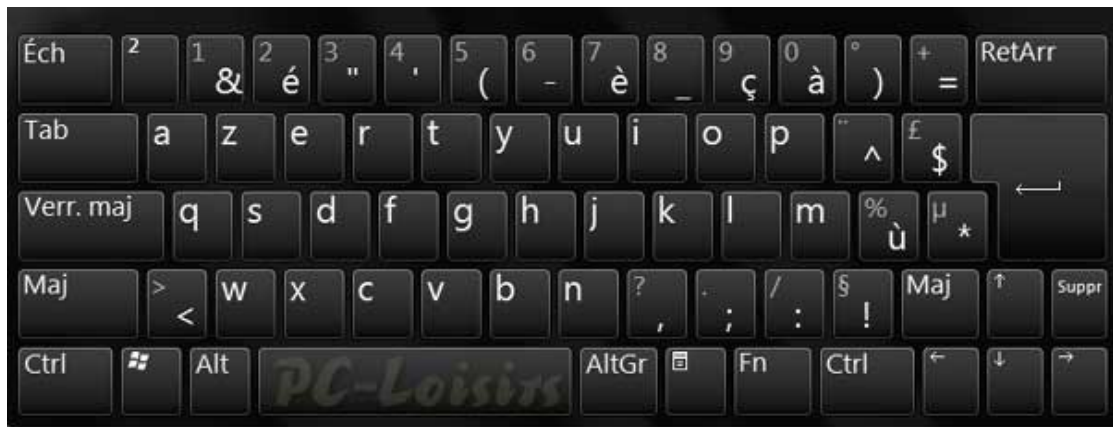 Éch ² 1 & 2 é 3 " 4 ' 5 ( 6 - 7 è 8 _ 9 ç 0 à ° ) + = RetArr
Tab a z e r t y u i o p ¨ ^ £ $
Verr. maj q s d f g h j k l m % ù µ *
Maj > < w x c v b n ? , . ; / : § ! Maj ↑ Suppr
Ctrl Alt PC-Loisirs AltGr Fn Ctrl ← ↓ →